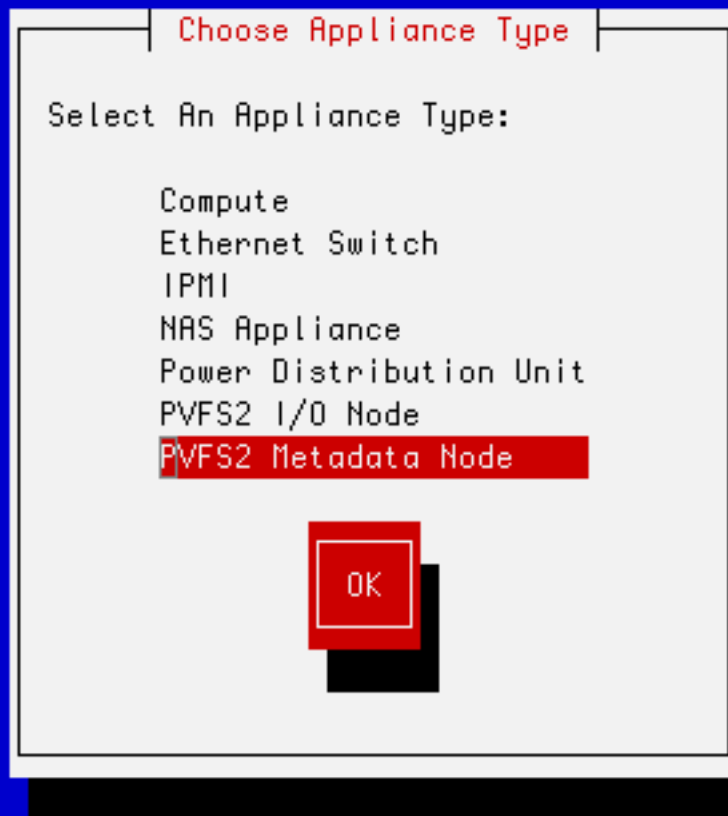 Choose Appliance Type
Select An Appliance Type:
Compute
Ethernet Switch
IPMI
NAS Appliance
Power Distribution Unit
PVFS2 I/O Node
PVFS2 Metadata Node
OK